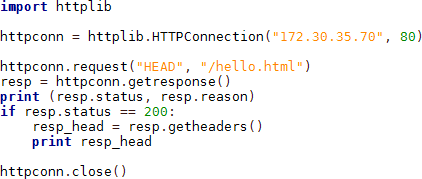 import httplib
httpconn = httplib.HTTPConnection("172.30.35.70", 80)
httpconn.request("HEAD", "/hello.html")
resp = httpconn.getresponse()
print (resp.status, resp.reason)
if resp.status == 200:
    resp_head = resp.getheaders()
    print resp_head
httpconn.close()